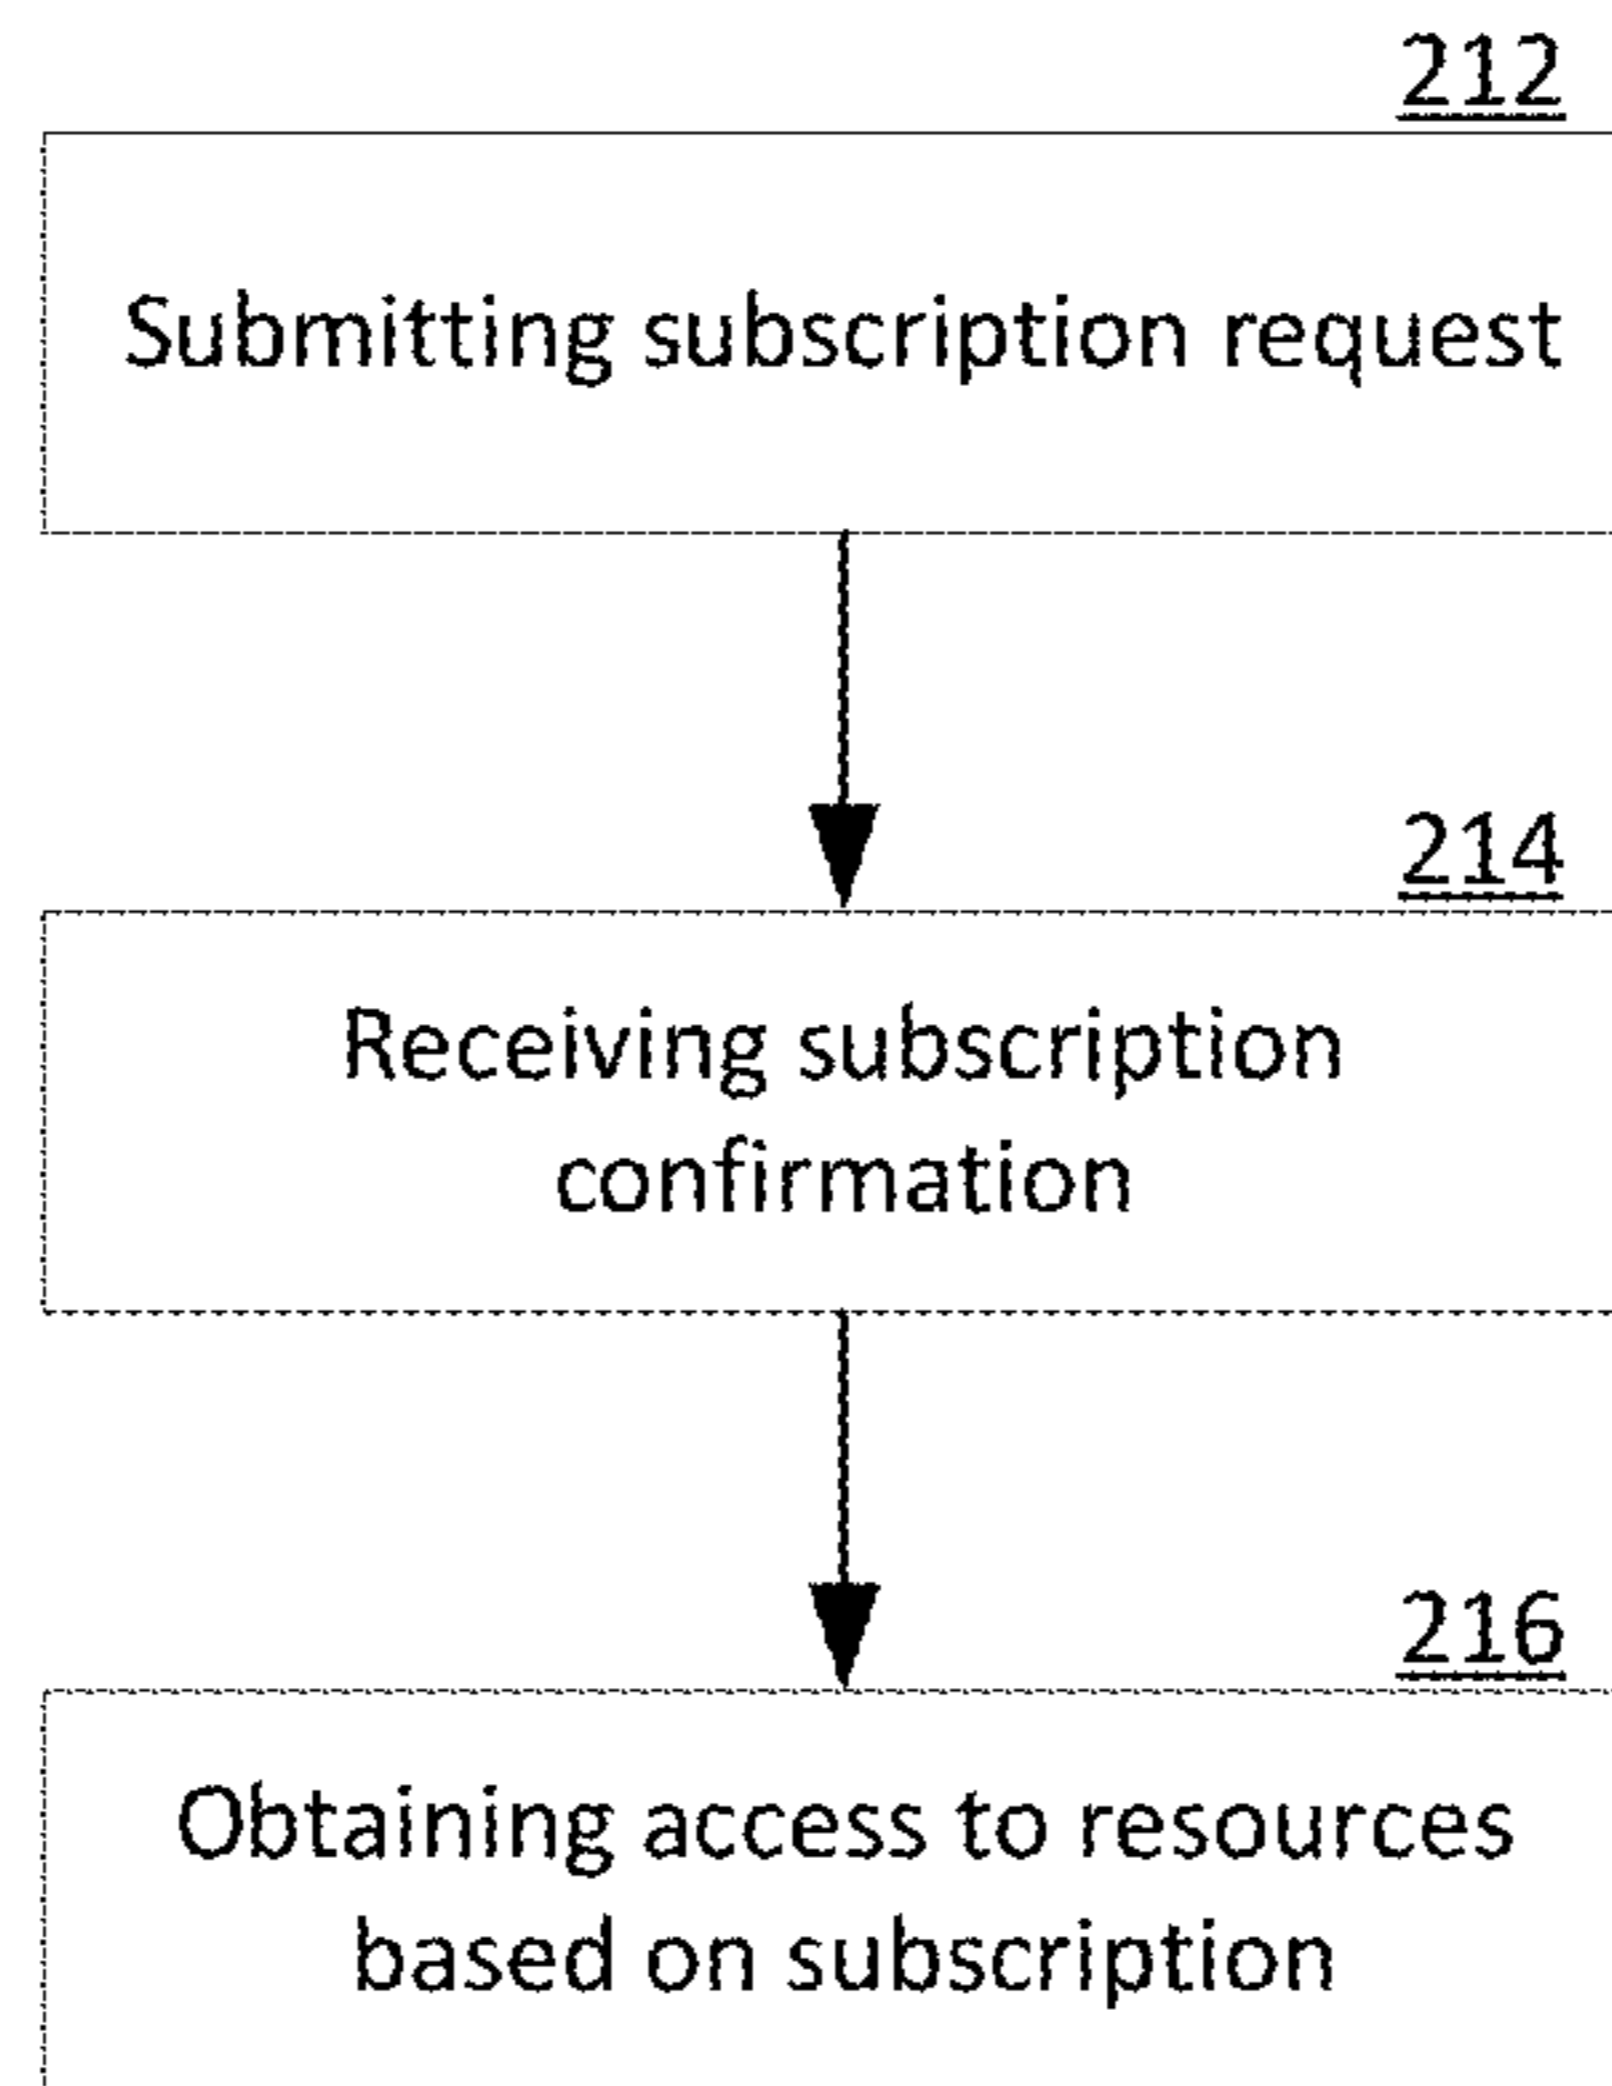 212
Submitting subscription request
214
Receiving subscription
confirmation
216
Obtaining access to resources
based on subscription